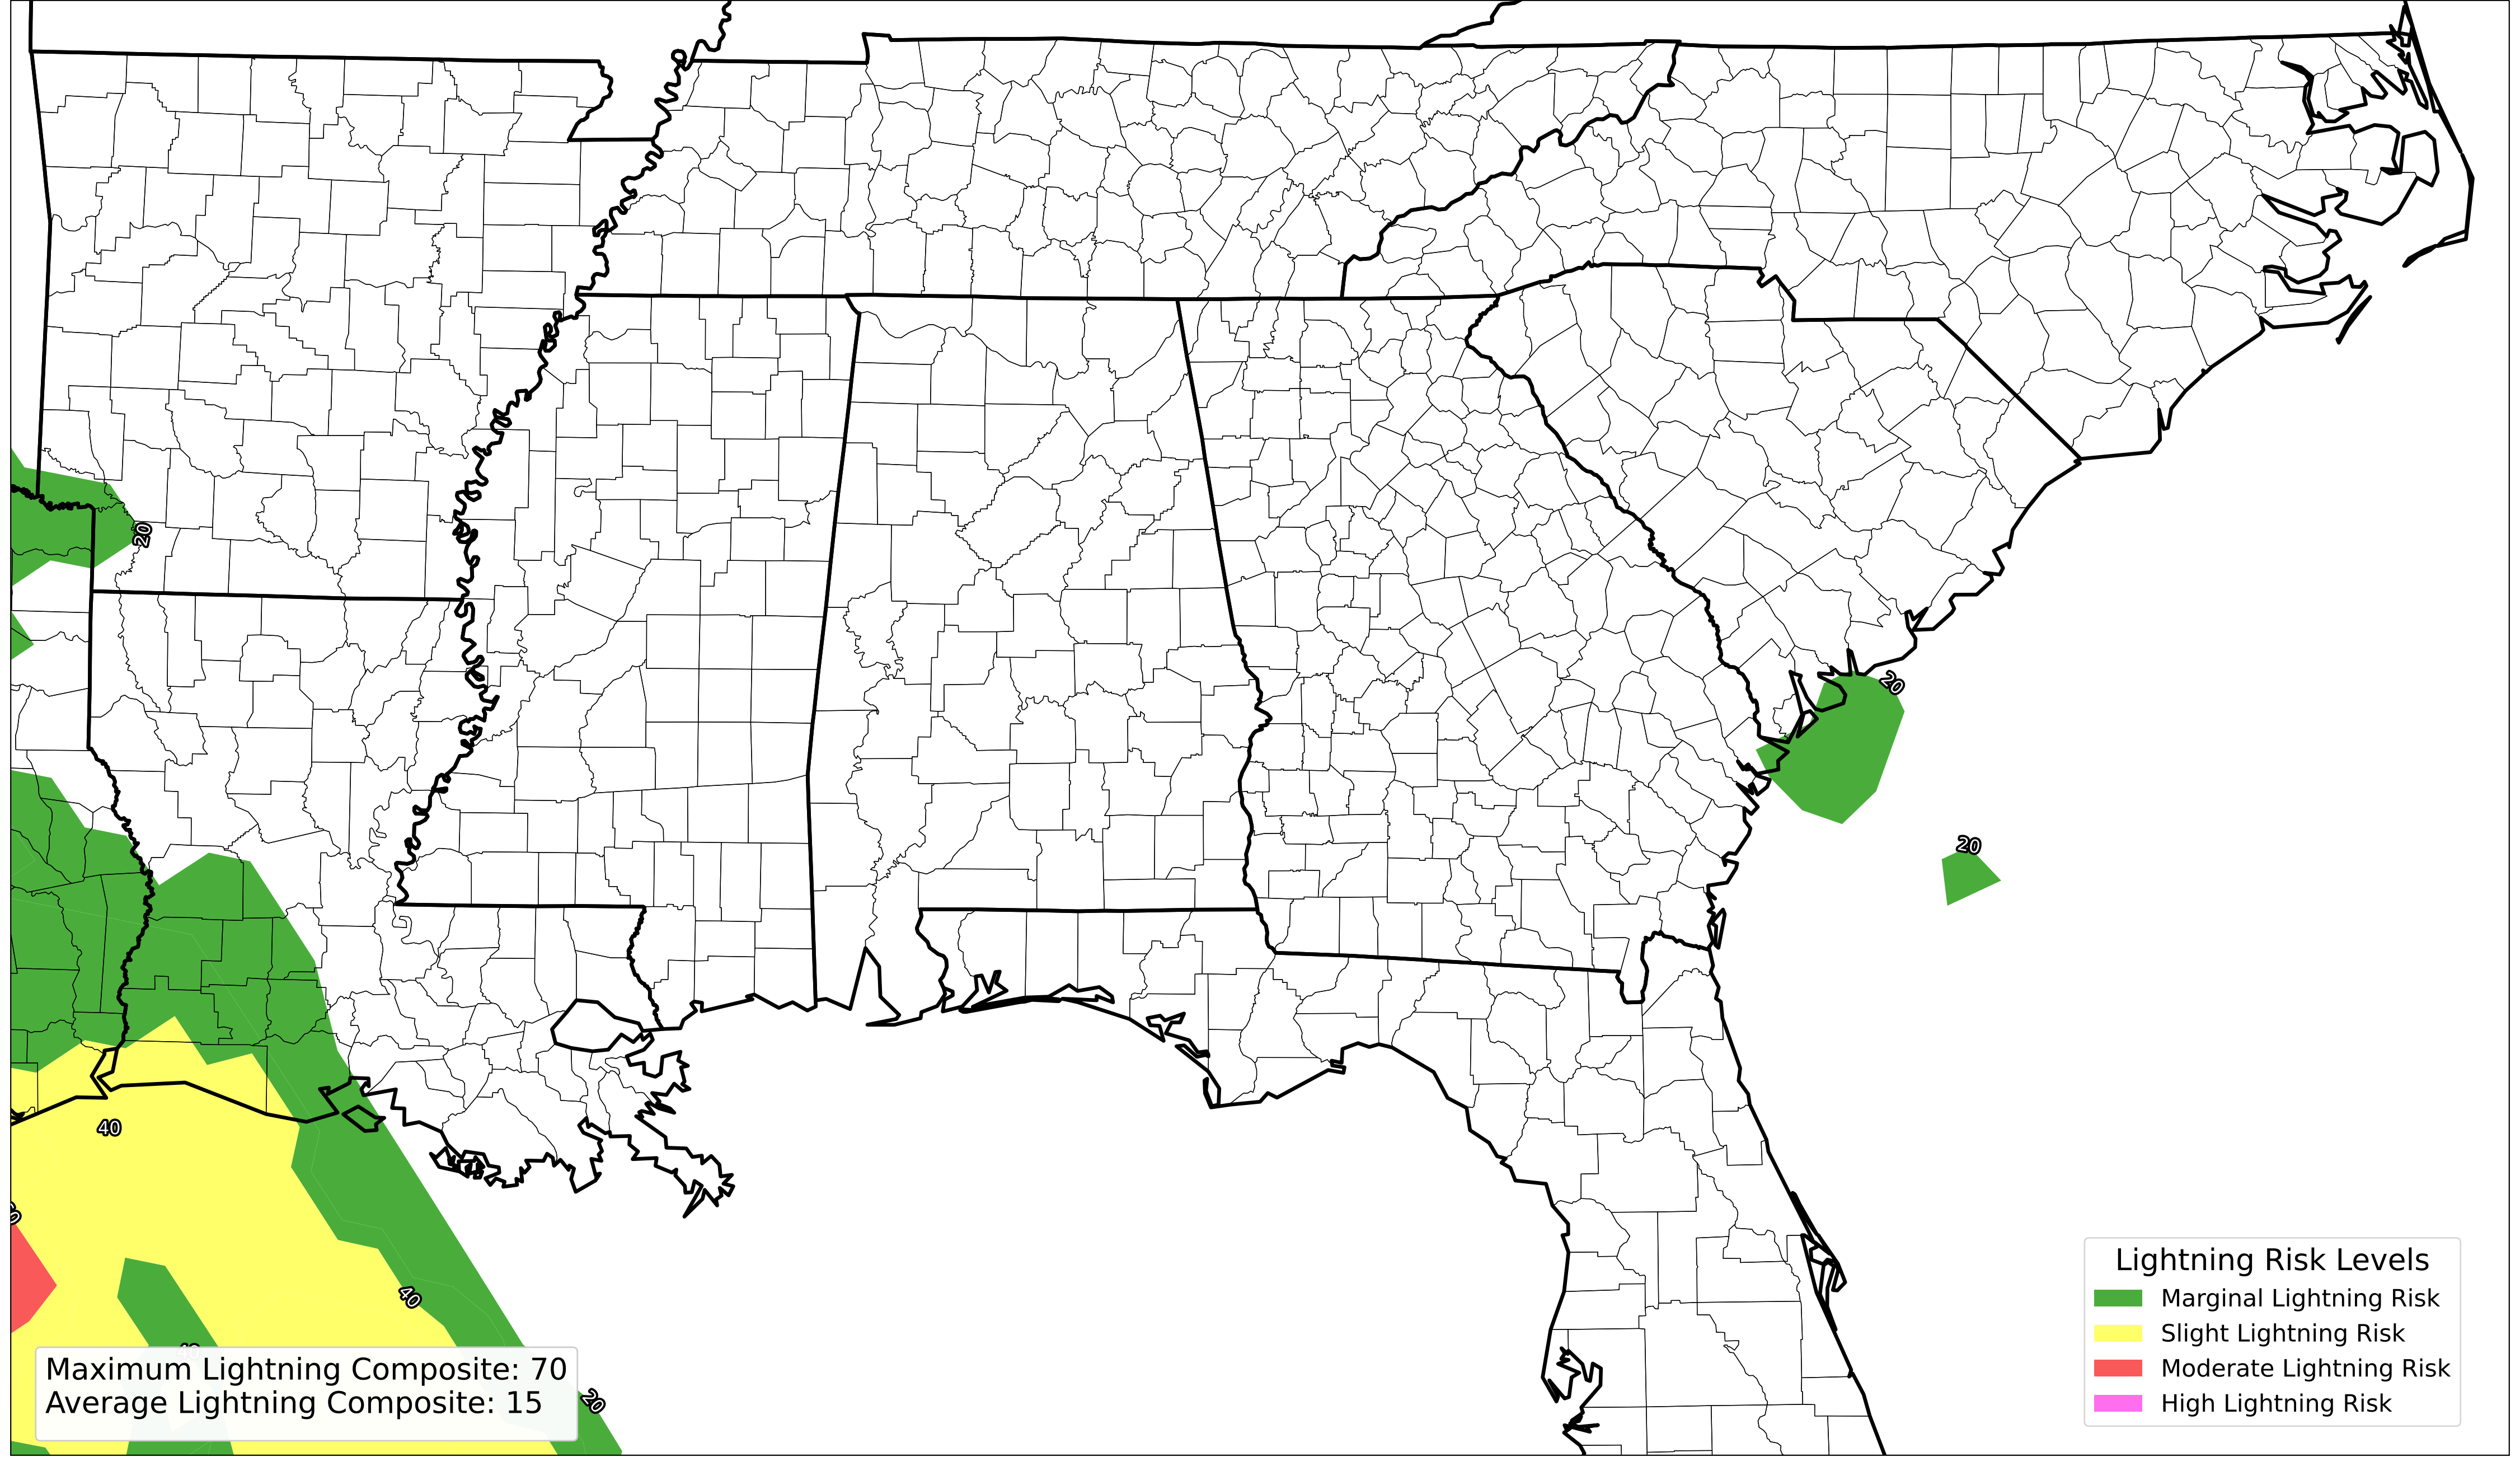 20
20
20
40
40
20
Maximum Lightning Composite: 70
Average Lightning Composite: 15
Lightning Risk Levels
Marginal Lightning Risk
Slight Lightning Risk
Moderate Lightning Risk
High Lightning Risk